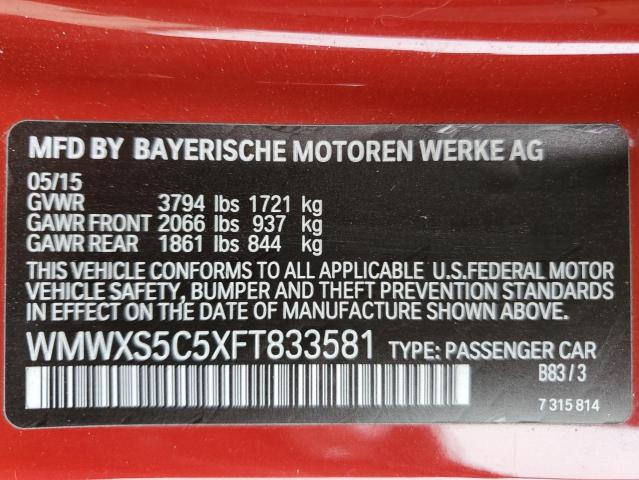 MFD BY BAYERISCHE MOTOREN WERKE AG
05/15
GVWR 3794 lbs 1721 kg
GAWR FRONT 2066 lbs 937 kg
GAWR REAR 1861 lbs 844 kg
THIS VEHICLE CONFORMS TO ALL APPLICABLE U.S.FEDERAL MOTOR
VEHICLE SAFETY, BUMPER AND THEFT PREVENTION STANDARDS
IN EFFECT ON THE DATE OF MANUFACTURE SHOWN ABOVE.
WMWXS5C5XFT833581 TYPE: PASSENGER CAR
B83/3
7 315 814